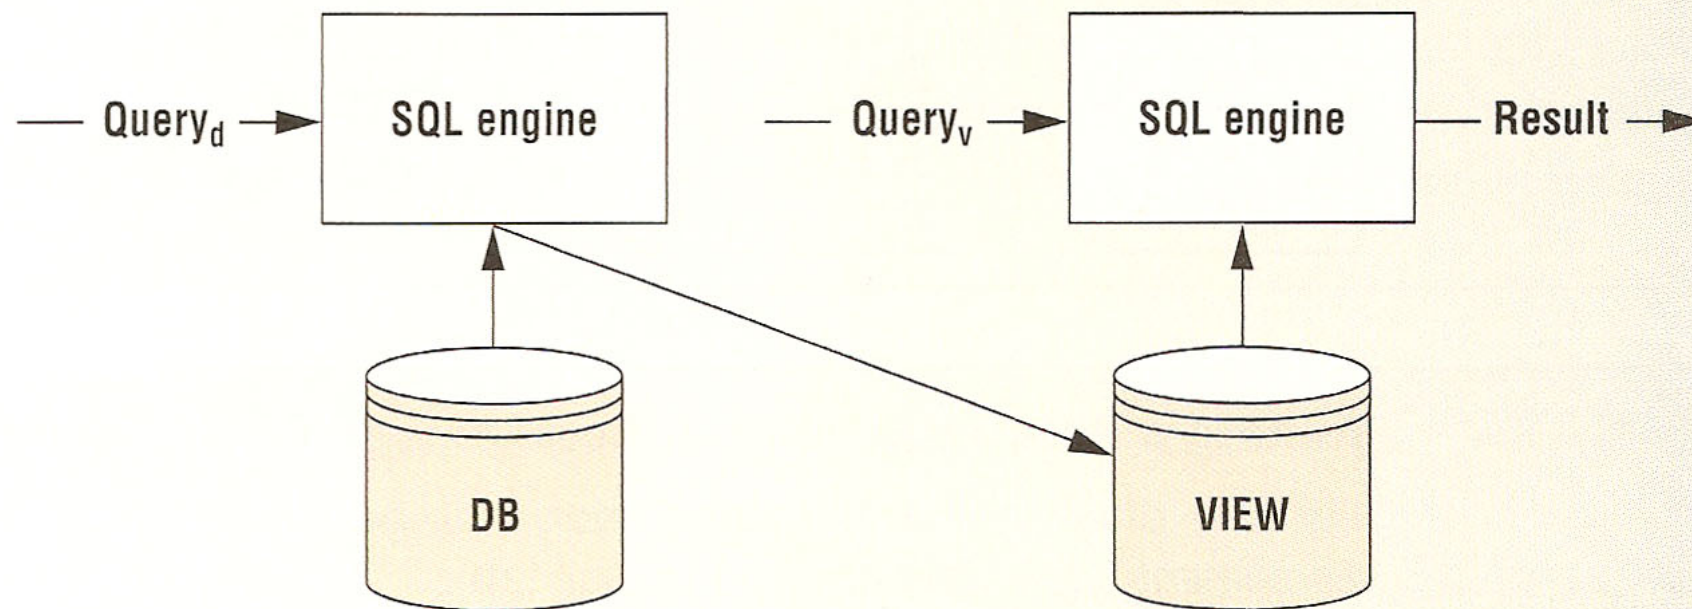 Query_d
SQL engine
Query_v
SQL engine
Result
DB
VIEW